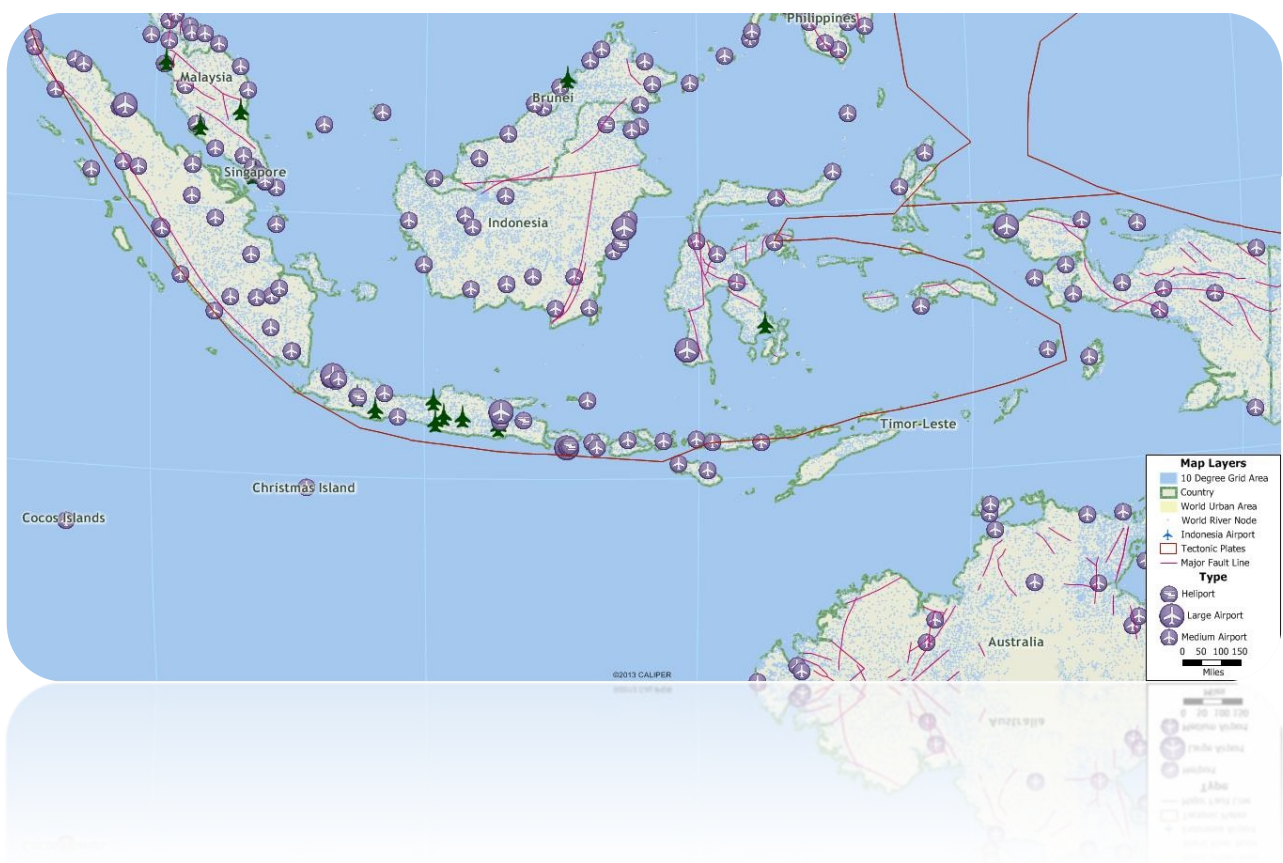 Philippines
Malaysia
Brunei
Singapore
Indonesia
Timor-Leste
Christmas Island
Cocos Islands
Australia
Map Layers
10 Degree Grid Area
Country
World Urban Area
World River Node
Indonesia Airport
Tectonic Plates
Major Fault Line
Type
Heliport
Large Airport
Medium Airport
0 50 100 150
Miles
©2013 CALIPER